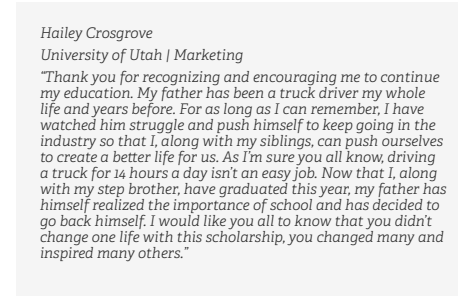 Hailey Crosgrove
University of Utah | Marketing
“Thank you for recognizing and encouraging me to continue
my education. My father has been a truck driver my whole
life and years before. For as long as I can remember, I have
watched him struggle and push himself to keep going in the
industry so that I, along with my siblings, can push ourselves
to create a better life for us. As I’m sure you all know, driving
a truck for 14 hours a day isn’t an easy job. Now that I, along
with my step brother, have graduated this year, my father has
himself realized the importance of school and has decided to
go back himself. I would like you all to know that you didn’t
change one life with this scholarship, you changed many and
inspired many others.”